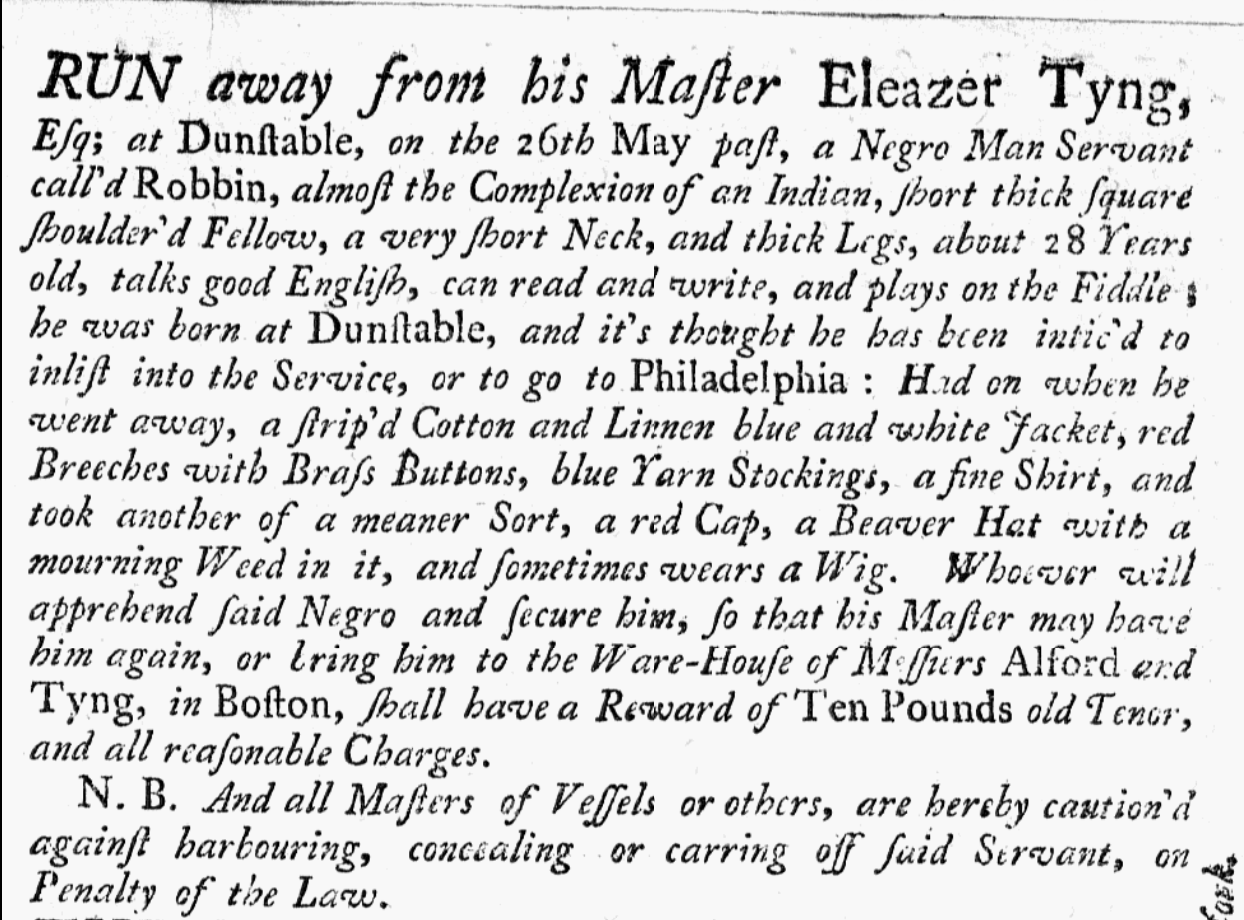 RUN away from his Maſter Eleazer Tyng,
Eſq; at Dunſtable, on the 26th May paſt, a Negro Man Servant
call'd Robbin, almoſt the Complexion of an Indian, ſhort thick ſquare
ſhoulder'd Fellow, a very ſhort Neck, and thick Legs, about 28 Years
old, talks good Engliſh, can read and write, and plays on the Fiddle;
he was born at Dunſtable, and it's thought he has been intic'd to
inliſt into the Service, or to go to Philadelphia : Had on when he
went away, a ſtrip'd Cotton and Linnen blue and white Jacket, red
Breeches with Braſs Buttons, blue Yarn Stockings, a fine Shirt, and
took another of a meaner Sort, a red Cap, a Beaver Hat with a
mourning Weed in it, and ſometimes wears a Wig. Whoever will
apprehend ſaid Negro and ſecure him, ſo that his Maſter may have
him again, or bring him to the Ware-Houſe of Meſſiers Alford and
Tyng, in Boſton, ſhall have a Reward of Ten Pounds old Tenor,
and all reaſonable Charges.
N. B. And all Maſters of Veſſels or others, are hereby caution'd
againſt harbouring, concealing or carring off ſaid Servant, on
Penalty of the Law.